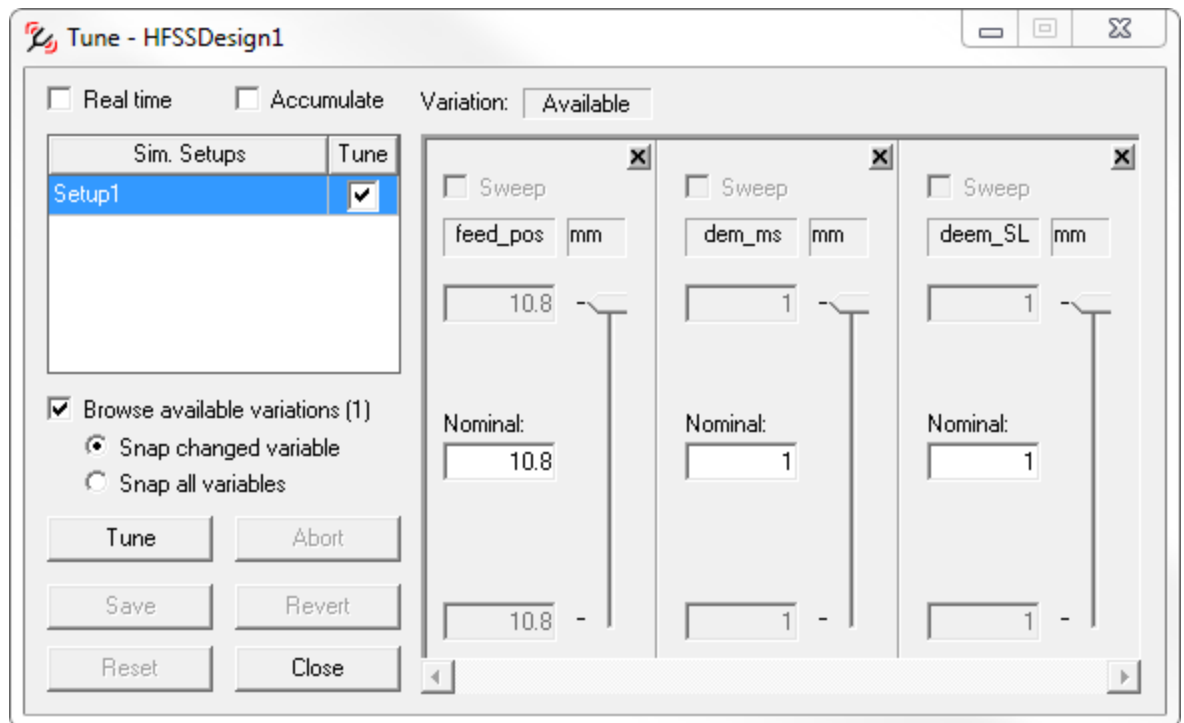 Tune - HFSSDesign1
Real time
Accumulate
Variation: Available
Sim. Setups Tune
Setup1
Browse available variations (1)
Snap changed variable
Snap all variables
Tune Abort
Save Revert
Reset Close
Sweep
feed_pos mm
10.8
Nominal:
10.8
10.8
Sweep
dem_ms mm
1
Nominal:
1
1
Sweep
deem_SL mm
1
Nominal:
1
1